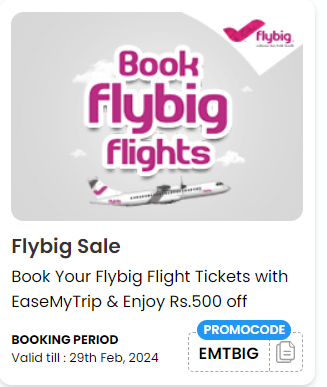 flybig
Book
flybig
flights
Flybig Sale
Book Your Flybig Flight Tickets with
EaseMyTrip & Enjoy Rs.500 off
BOOKING PERIOD
Valid till : 29th Feb, 2024
PROMOCODE
EMTBIG